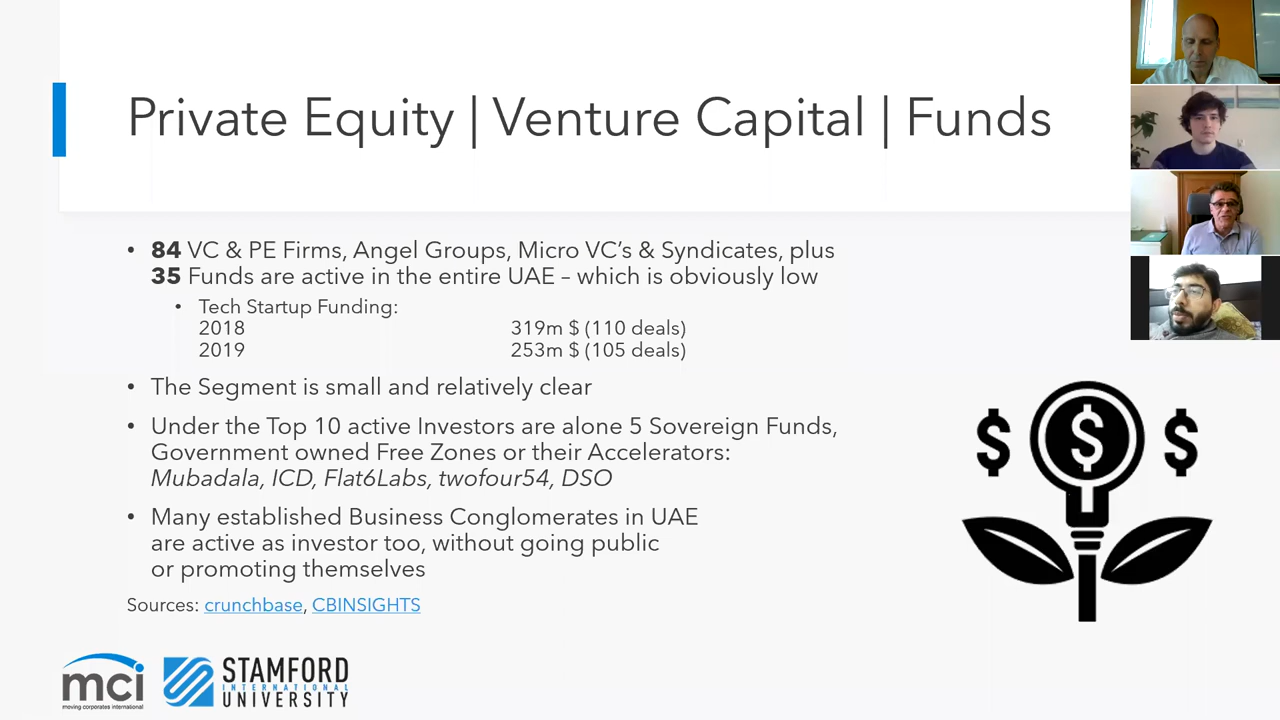 Private Equity | Venture Capital | Funds
• 84 VC & PE Firms, Angel Groups, Micro VC's & Syndicates, plus
35 Funds are active in the entire UAE – which is obviously low
• Tech Startup Funding:
2018 319m $ (110 deals)
2019 253m $ (105 deals)
• The Segment is small and relatively clear
• Under the Top 10 active Investors are alone 5 Sovereign Funds,
Government owned Free Zones or their Accelerators:
Mubadala, ICD, Flat6Labs, twofour54, DSO
• Many established Business Conglomerates in UAE
are active as investor too, without going public
or promoting themselves
Sources: crunchbase, CBINSIGHTS
$ $ $
mci
moving corporates international
STAMFORD
INTERNATIONAL
UNIVERSITY